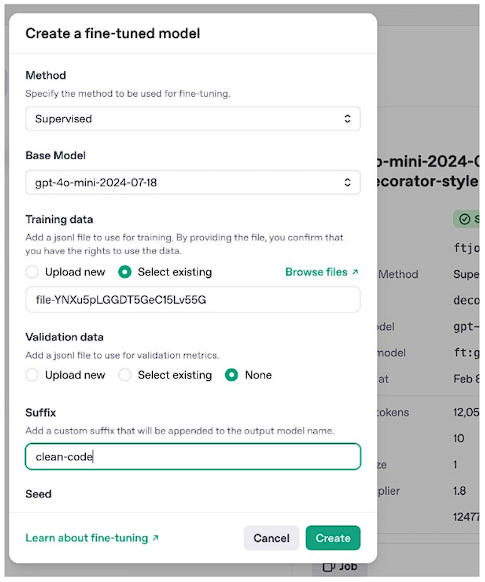 Create a fine-tuned model
Method
Specify the method to be used for fine-tuning.
Supervised
Base Model
gpt-4o-mini-2024-07-18
Training data
Add a jsonl file to use for training. By providing the file, you confirm that
you have the rights to use the data.
Upload new Select existing Browse files ↗
file-YNXu5pLGGDT5GeC15Lv55G
Validation data
Add a jsonl file to use for validation metrics.
Upload new Select existing None
Suffix
Add a custom suffix that will be appended to the output model name.
clean-code
Seed
Learn about fine-tuning ↗ Cancel Create
o-mini-2024-0
ecorator-style
S
ftjo
Method Supe
deco
del gpt-
model ft:g
at Feb 8
tokens 12,05
10
ze 1
plier 1.8
12477
Job